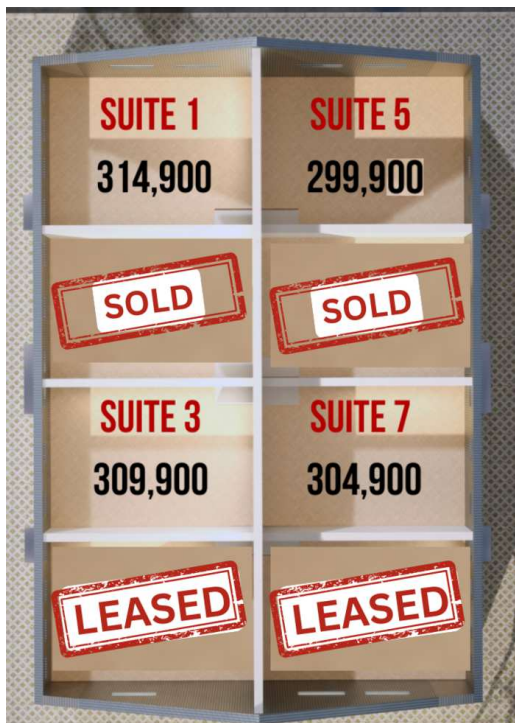 SUITE 1
314,900
SUITE 5
299,900
SOLD
SOLD
SUITE 3
309,900
SUITE 7
304,900
LEASED
LEASED